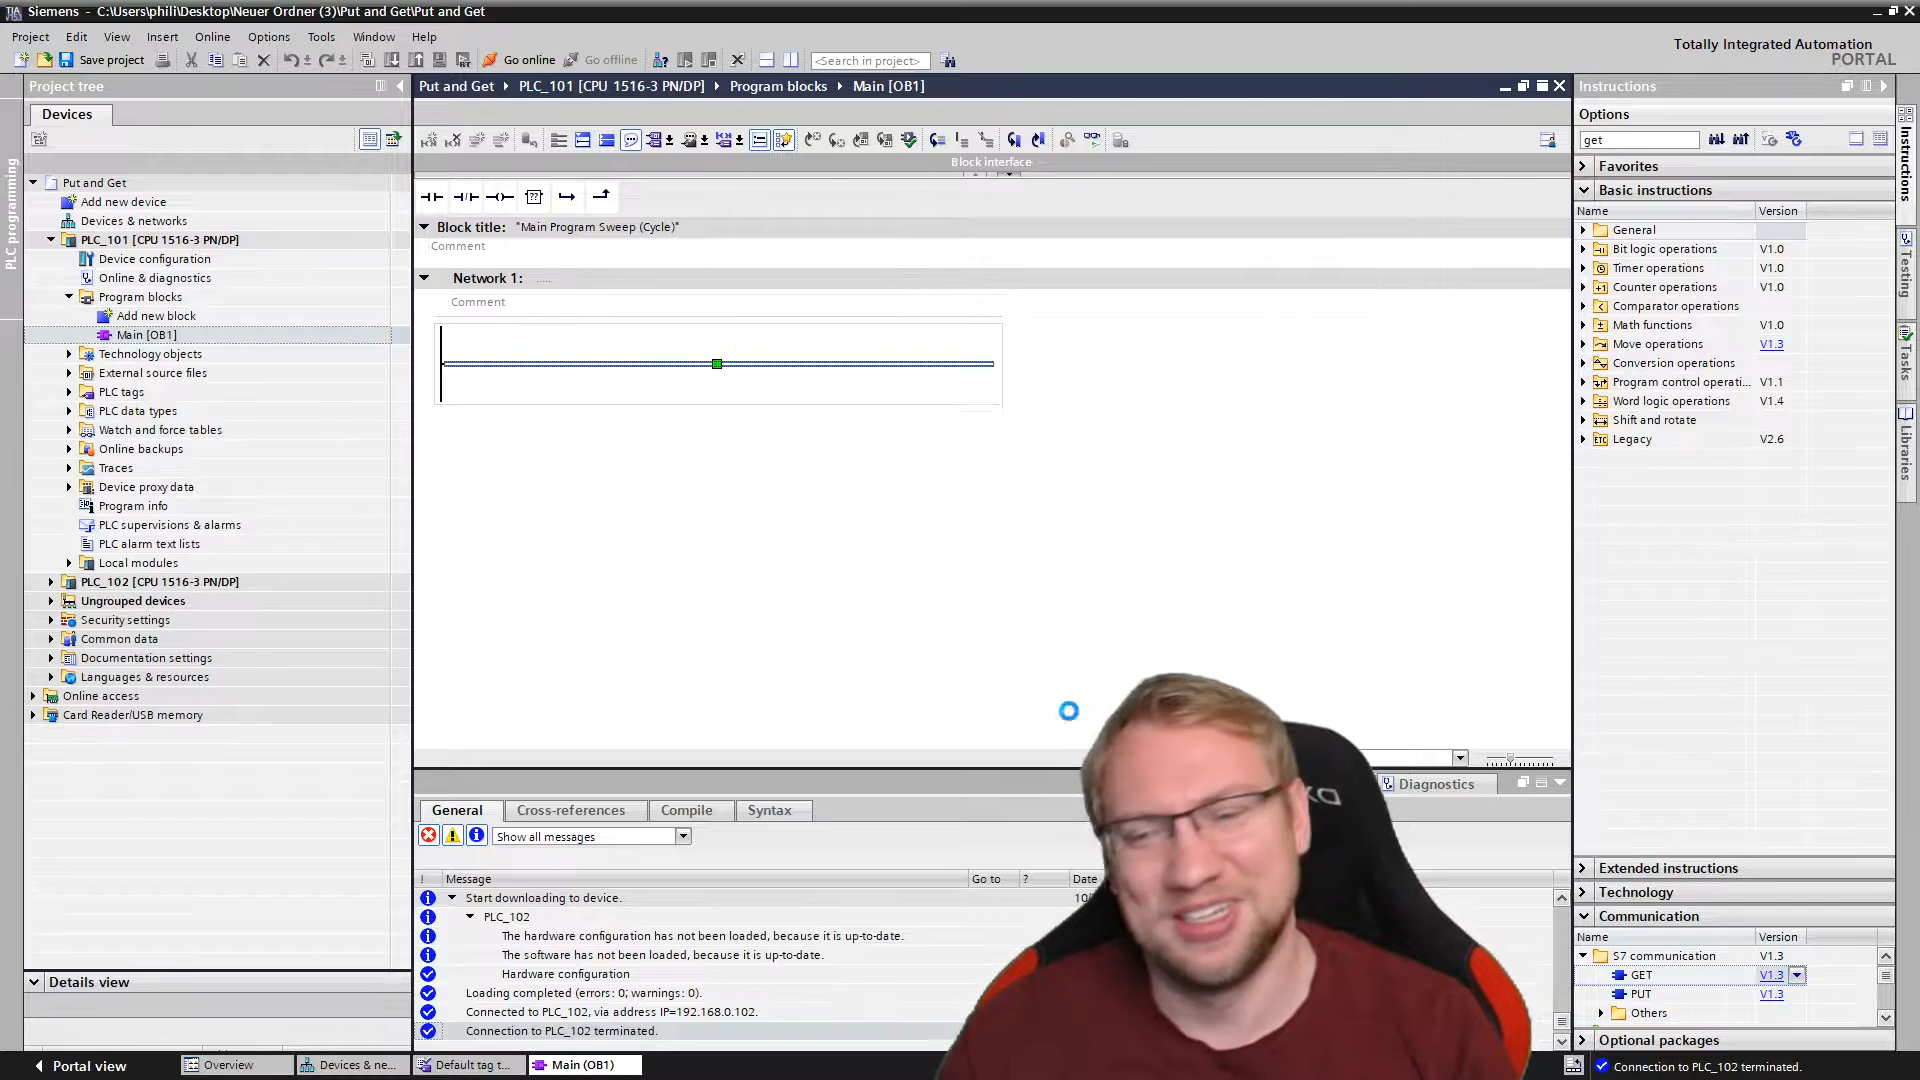 Siemens - C:\Users\phili\Desktop\Neuer Ordner (3)\Put and Get\Put and Get
Project Edit View Insert Online Options Tools Window Help
Totally Integrated Automation
PORTAL
Save project
Go online
Go offline
<Search in project>
Project tree
Devices
PLC programming
Put and Get
Add new device
Devices & networks
PLC_101 [CPU 1516-3 PN/DP]
Device configuration
Online & diagnostics
Program blocks
Add new block
Main [OB1]
Technology objects
External source files
PLC tags
PLC data types
Watch and force tables
Online backups
Traces
Device proxy data
Program info
PLC supervisions & alarms
PLC alarm text lists
Local modules
PLC_102 [CPU 1516-3 PN/DP]
Ungrouped devices
Security settings
Common data
Documentation settings
Languages & resources
Online access
Card Reader/USB memory
Details view
Put and Get PLC_101 [CPU 1516-3 PN/DP] Program blocks Main [OB1]
Block interface
??
Block title: "Main Program Sweep (Cycle)"
Comment
Network 1: .....
Comment
Diagnostics
General Cross-references Compile Syntax
Show all messages
! Message Go to ? Date
Start downloading to device. 10/
PLC_102
The hardware configuration has not been loaded, because it is up-to-date.
The software has not been loaded, because it is up-to-date.
Hardware configuration
Loading completed (errors: 0; warnings: 0).
Connected to PLC_102, via address IP=192.168.0.102.
Connection to PLC_102 terminated.
Instructions
Options
get
Favorites
Basic instructions
Name Version
General
Bit logic operations V1.0
Timer operations V1.0
Counter operations V1.0
Comparator operations
Math functions V1.0
Move operations V1.3
Conversion operations
Program control operati... V1.1
Word logic operations V1.4
Shift and rotate
Legacy V2.6
Extended instructions
Technology
Communication
Name Version
S7 communication V1.3
GET V1.3
PUT V1.3
Others
Optional packages
Instructions
Testing
Tasks
Libraries
Portal view
Overview
Devices & ne...
Default tag t...
Main (OB1)
Connection to PLC_102 terminated.